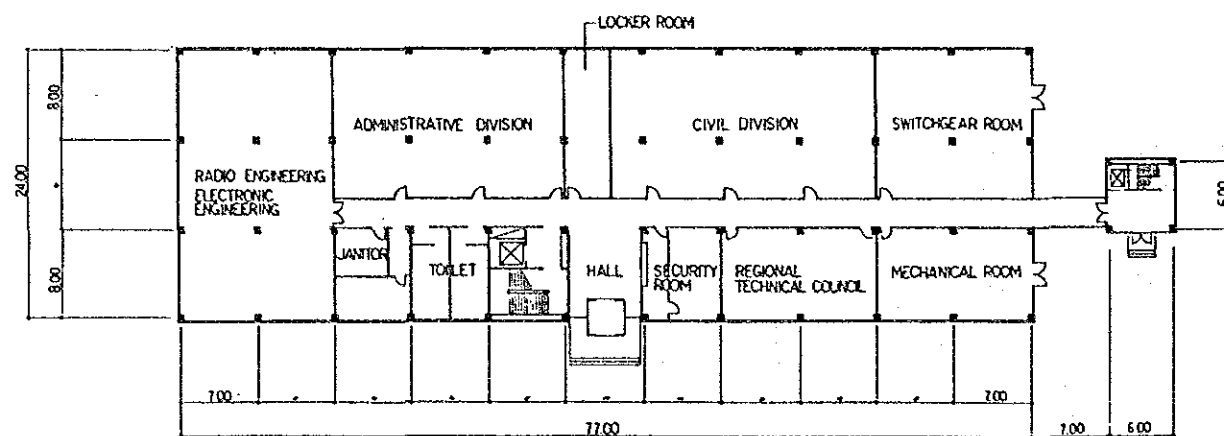 LOCKER ROOM
8.00
24.00
8.00
ADMINISTRATIVE DIVISION
CIVIL DIVISION
SWITCHGEAR ROOM
RADIO ENGINEERING
ELECTRONIC
ENGINEERING
6.00
JANITOR
TOILET
HALL
SECURITY
ROOM
REGIONAL
TECHNICAL COUNCIL
MECHANICAL ROOM
7.00
7.00
77.00
7.00
6.00